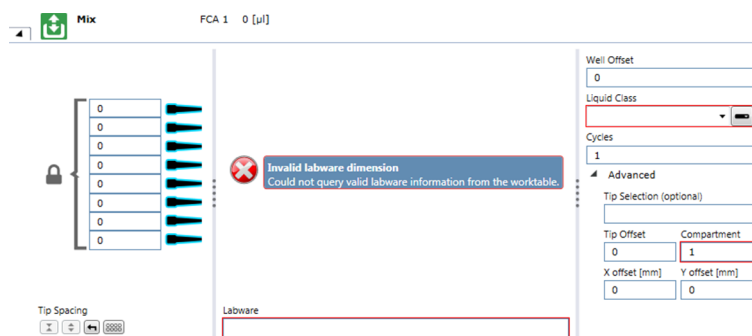 Mix FCA 1 0 [µl]
Well Offset
0
Liquid Class
Cycles
1
Advanced
Tip Selection (optional)
Tip Offset Compartment
0 1
X offset [mm] Y offset [mm]
0 0
0
0
0
0
0
0
0
0
Invalid labware dimension
Could not query valid labware information from the worktable.
Tip Spacing
Labware